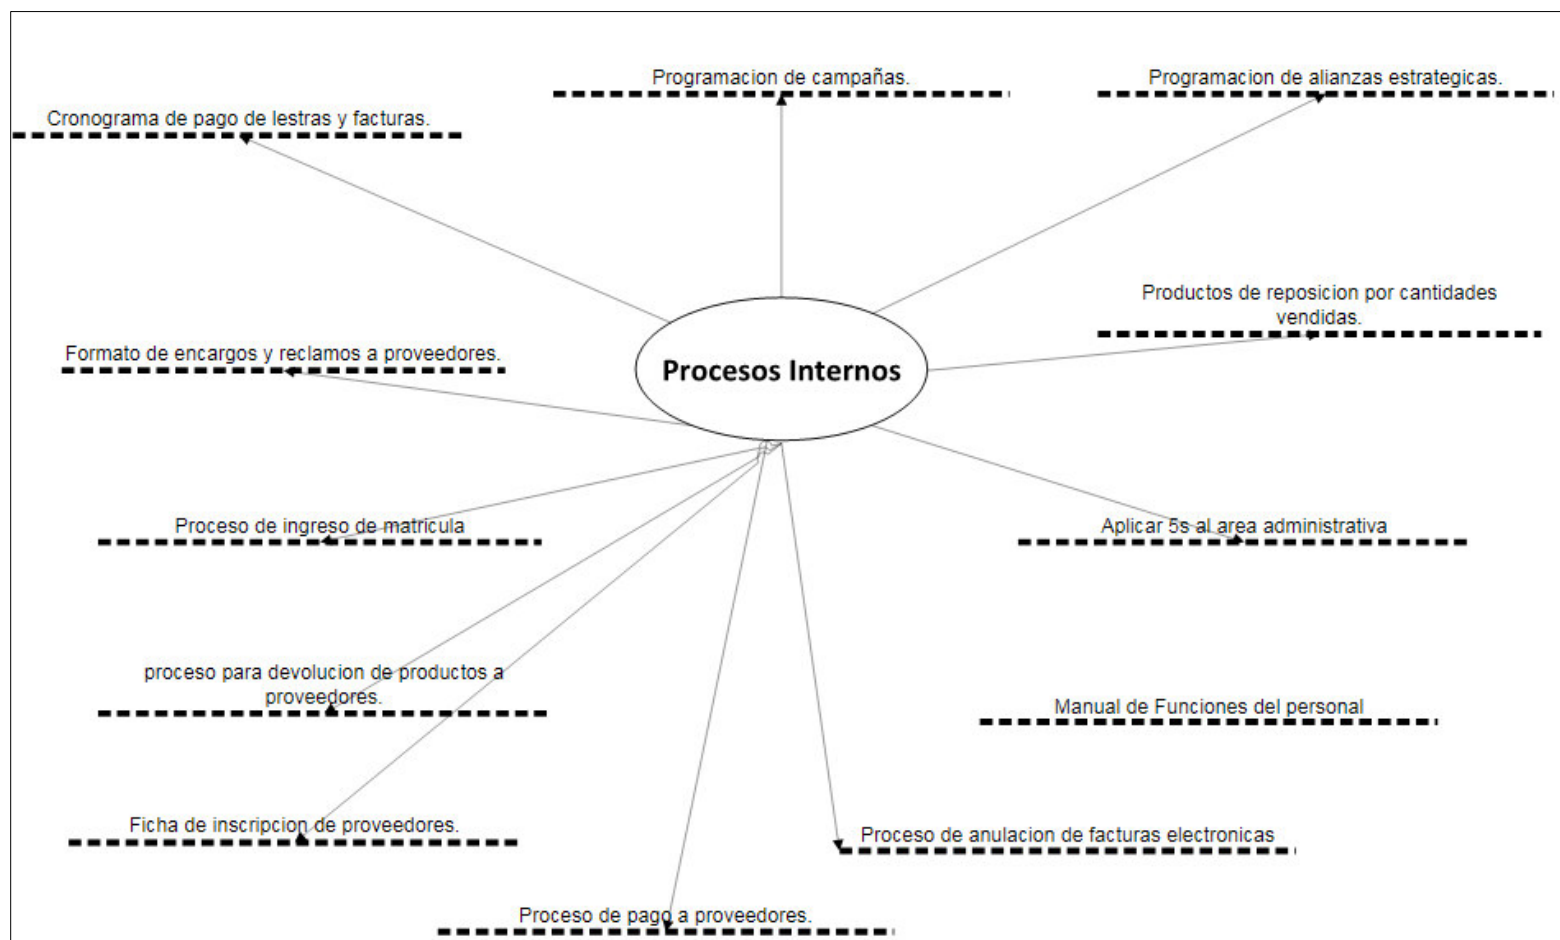 Programacion de campañas.
Programacion de alianzas estrategicas.
Cronograma de pago de lestras y facturas.
Productos de reposicion por cantidades
vendidas.
Formato de encargos y reclamos a proveedores.
Procesos Internos
Proceso de ingreso de matricula
Aplicar 5s al area administrativa
proceso para devolucion de productos a
proveedores.
Manual de Funciones del personal
Ficha de inscripcion de proveedores.
Proceso de anulacion de facturas electronicas
Proceso de pago a proveedores.